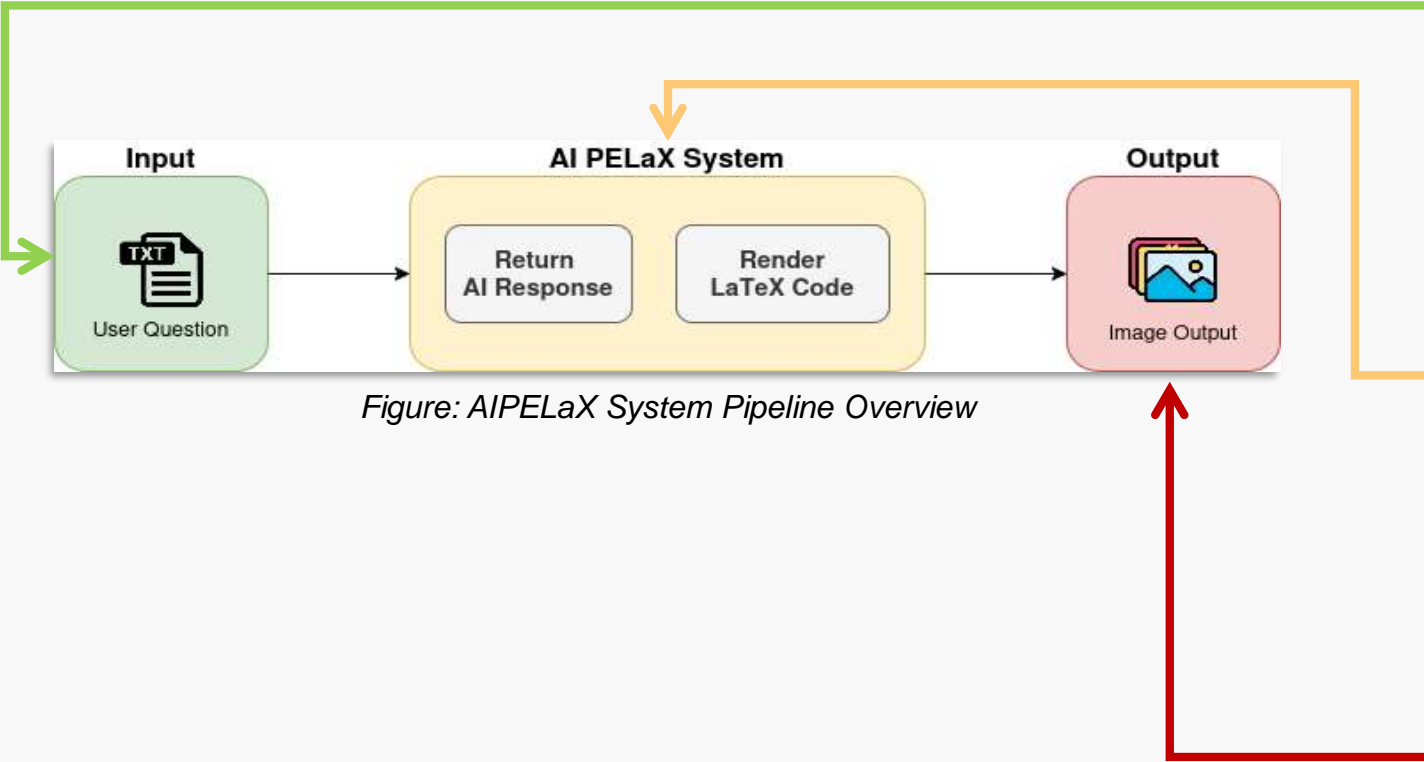 Input
AI PELaX System
Output
TXT
User Question
Return
AI Response
Render
LaTeX Code
Image Output
Figure: AIPELaX System Pipeline Overview